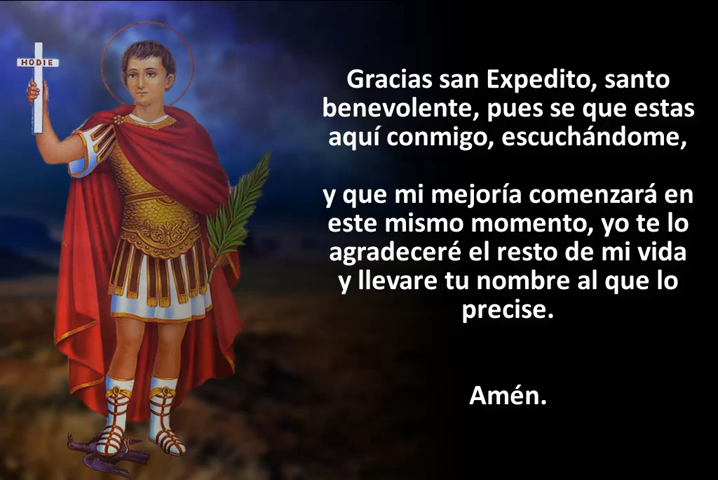 HODIE
Gracias san Expedito, santo
benevolente, pues se que estas
aquí conmigo, escuchándome,
y que mi mejoría comenzará en
este mismo momento, yo te lo
agradeceré el resto de mi vida
y llevare tu nombre al que lo
precise.
Amén.